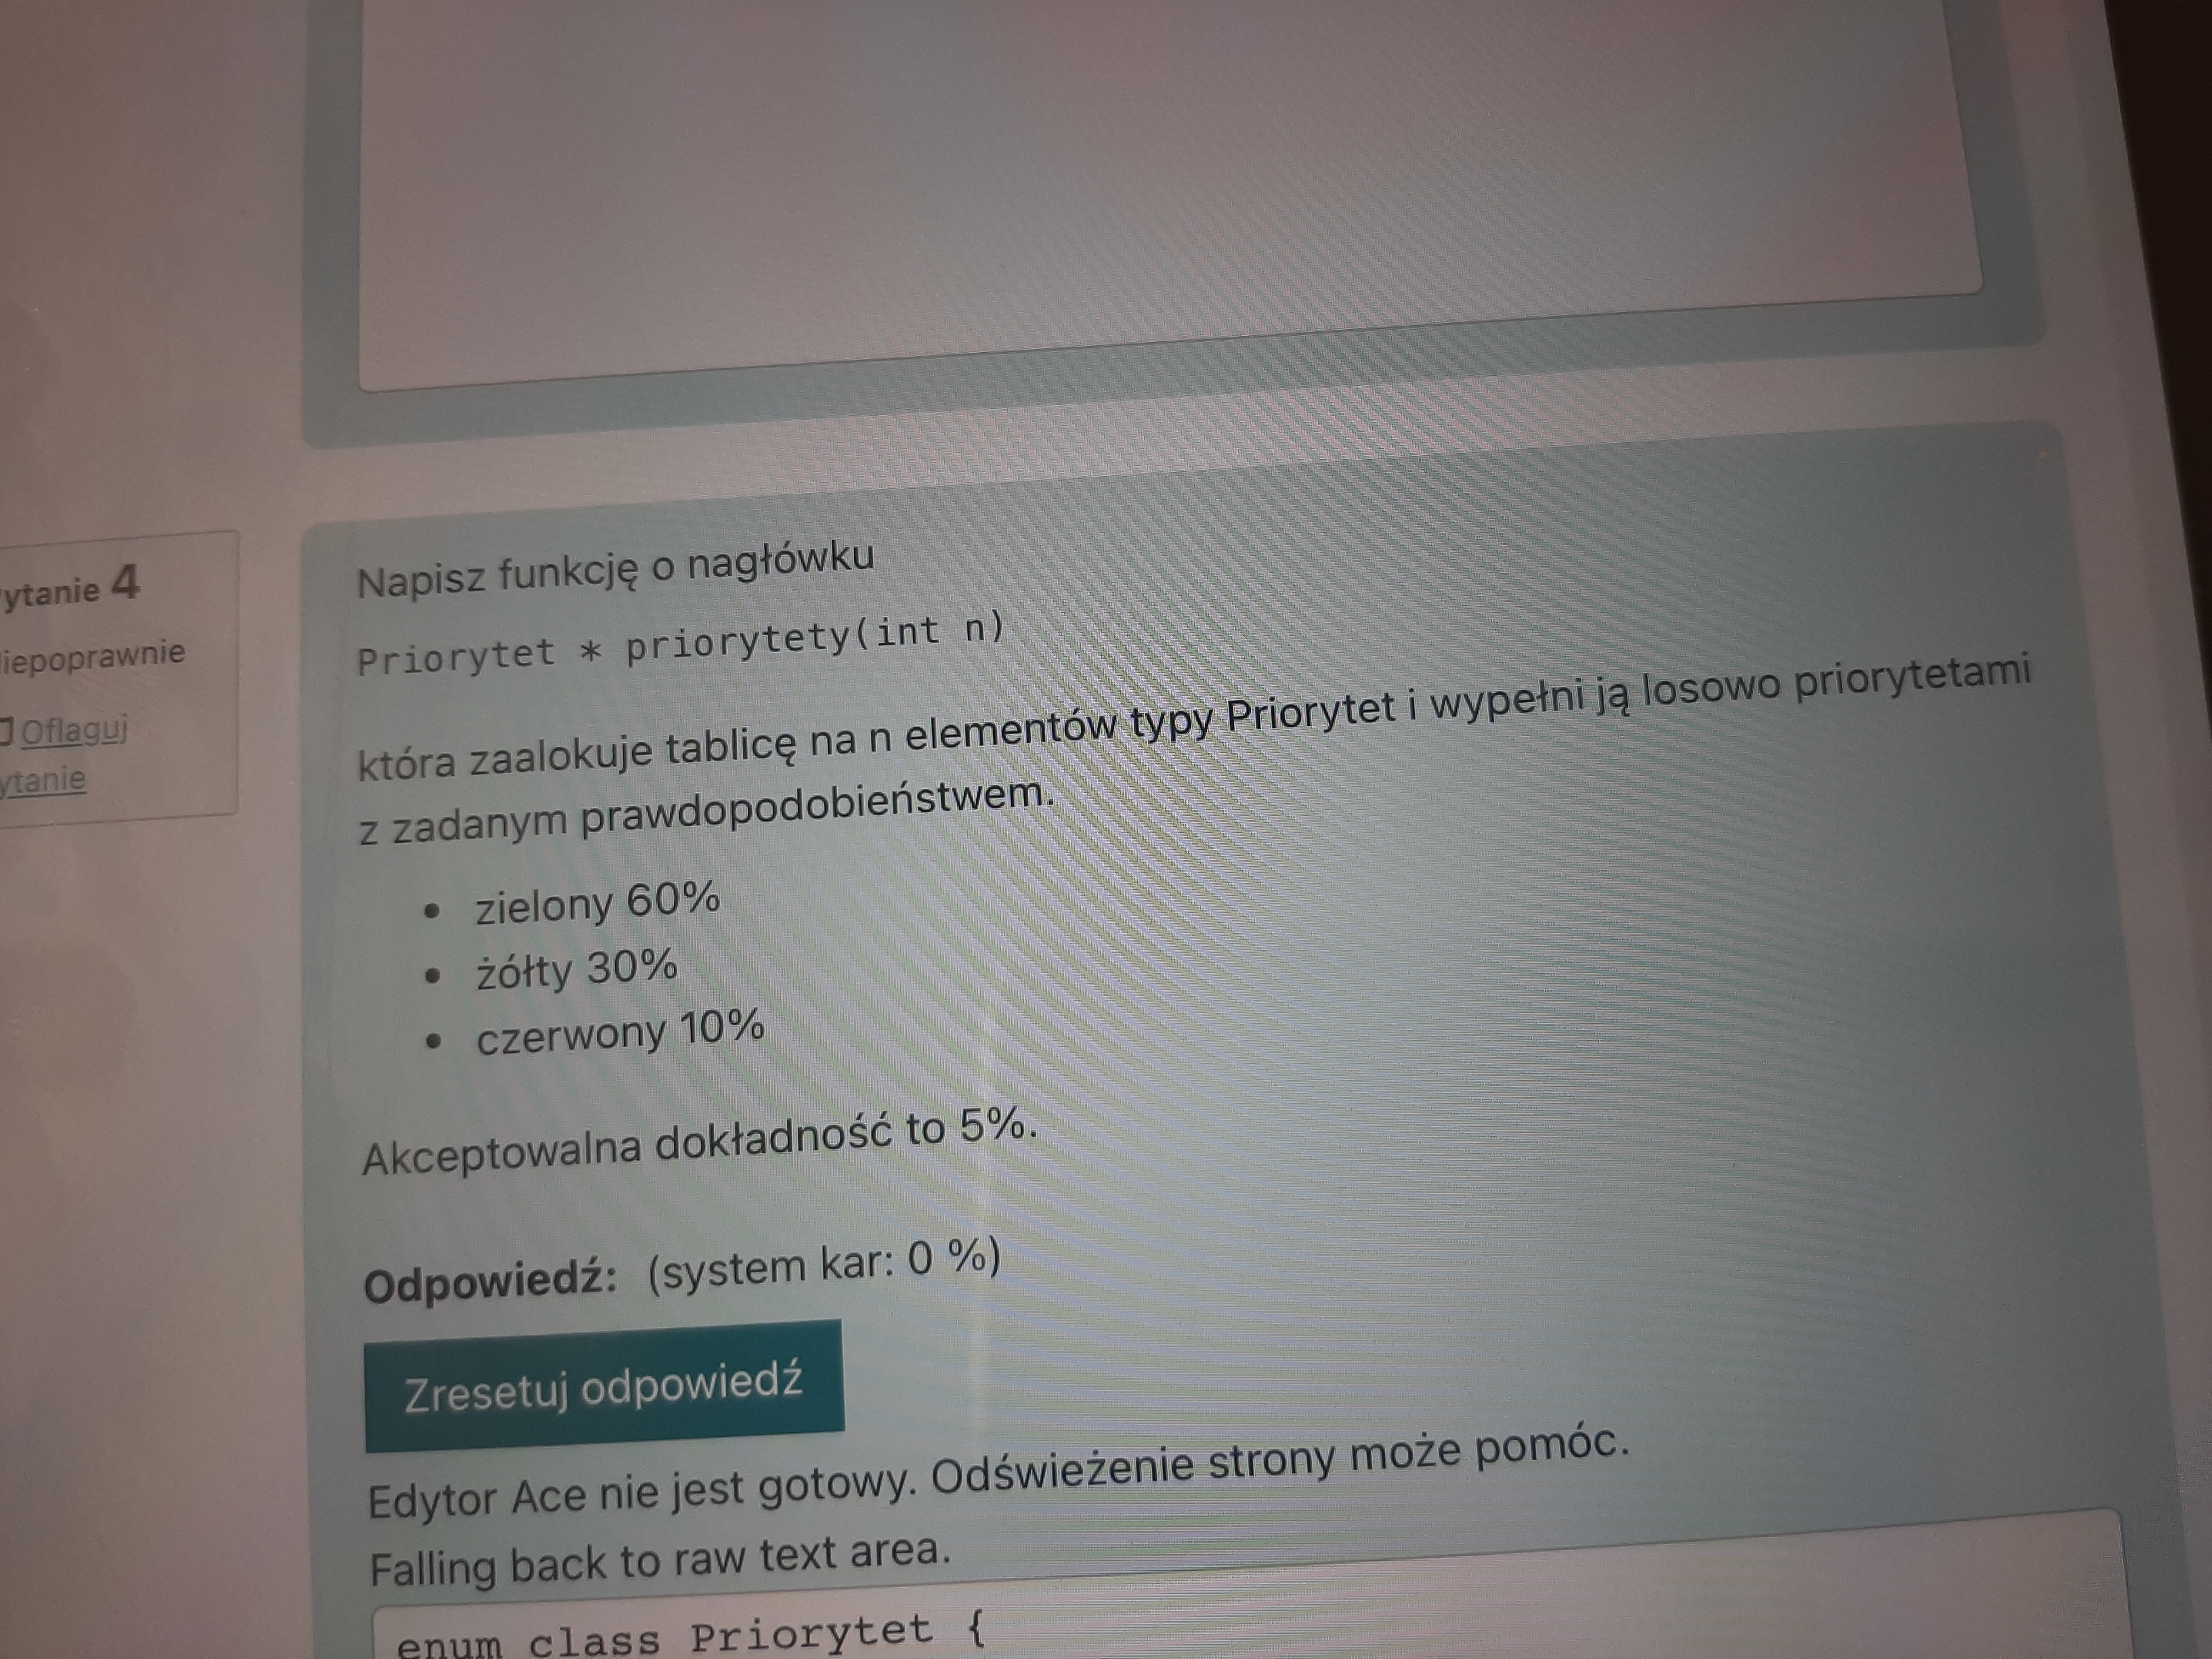 ytanie 4
iepoprawnie
Oflaguj
ytanie
Napisz funkcję o nagłówku
Priorytet * priorytety(int n)
która zaalokuje tablicę na n elementów typy Priorytet i wypełni ją losowo priorytetami
z zadanym prawdopodobieństwem.
• zielony 60%
• żółty 30%
• czerwony 10%
Akceptowalna dokładność to 5%.
Odpowiedź: (system kar: 0 %)
Zresetuj odpowiedź
Edytor Ace nie jest gotowy. Odświeżenie strony może pomóc.
Falling back to raw text area.
enum class Priorytet {